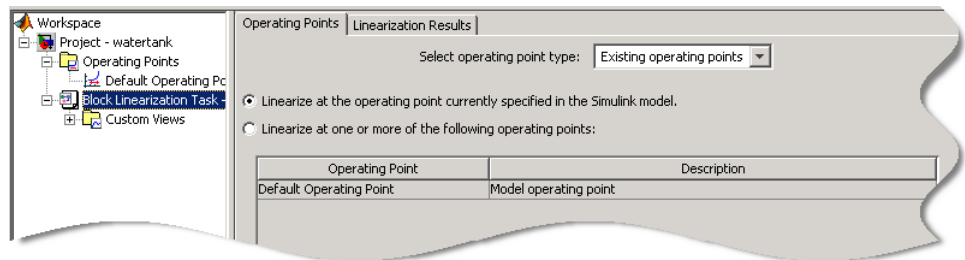 Workspace
Project - watertank
Operating Points
Default Operating Po
Block Linearization Task -
Custom Views
Operating Points
Linearization Results
Select operating point type: Existing operating points
Linearize at the operating point currently specified in the Simulink model.
Linearize at one or more of the following operating points:
Operating Point Description
Default Operating Point Model operating point